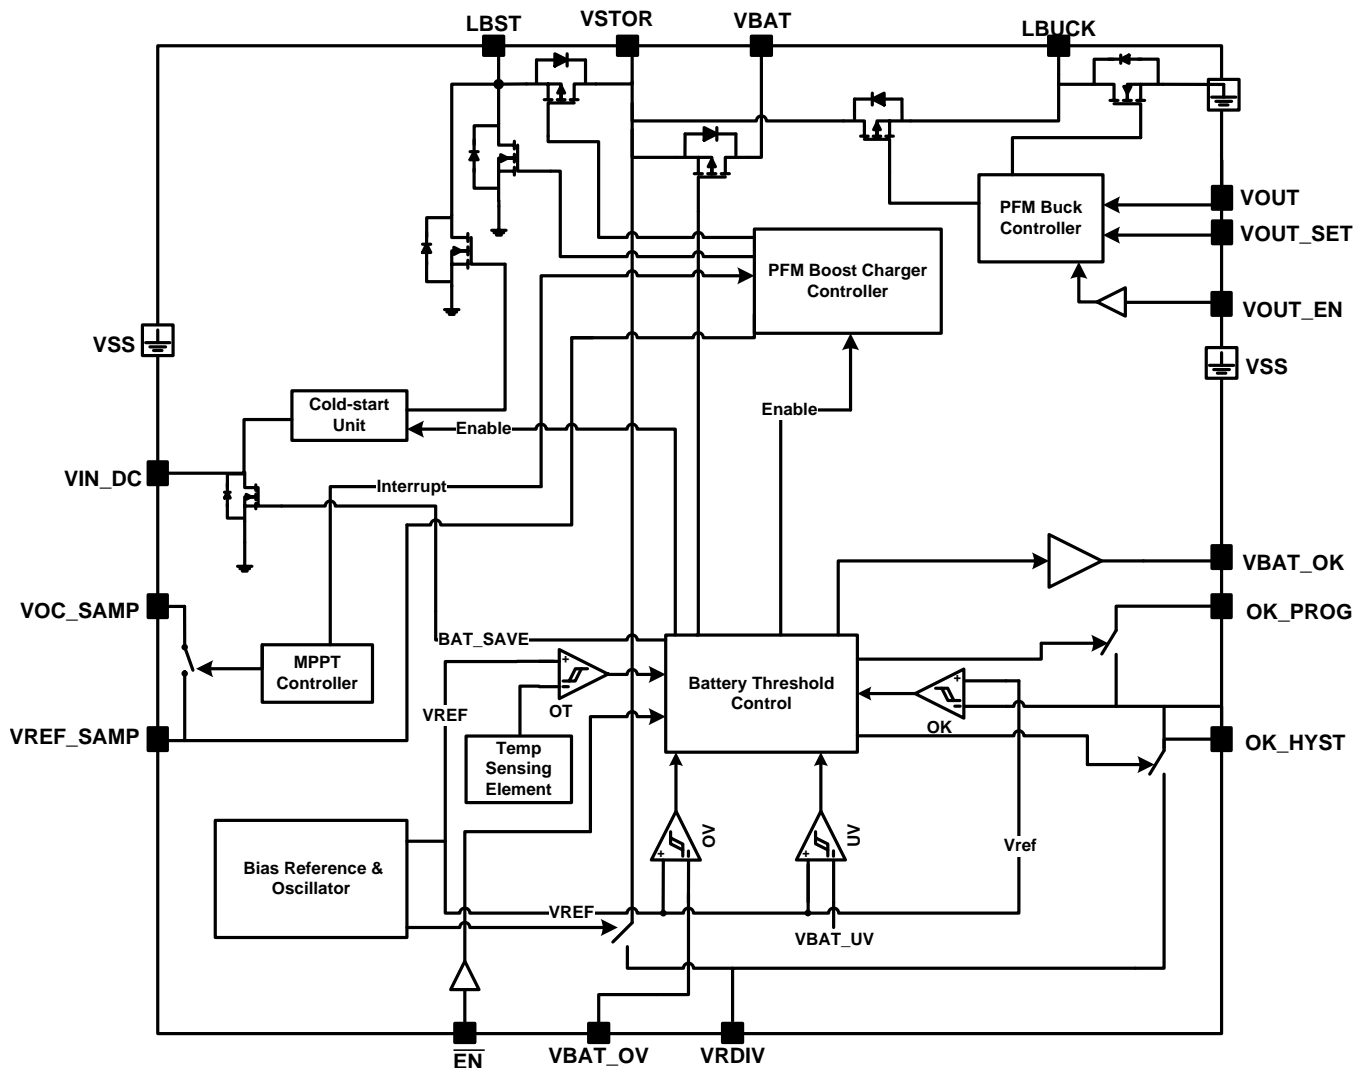 LBST
VSTOR
VBAT
LBUCK
PFM Buck
Controller
VOUT
VOUT_SET
VOUT_EN
PFM Boost Charger
Controller
VSS
VSS
Cold-start
Unit
Enable
Enable
VIN_DC
Interrupt
VBAT_OK
VOC_SAMP
OK_PROG
MPPT
Controller
BAT_SAVE
+
−
OT
Battery Threshold
Control
+
−
OK
VREF
VREF_SAMP
OK_HYST
Temp
Sensing
Element
+
−
OV
+
−
UV
Vref
Bias Reference &
Oscillator
VREF
VBAT_UV
E̅N̅
VBAT_OV
VRDIV